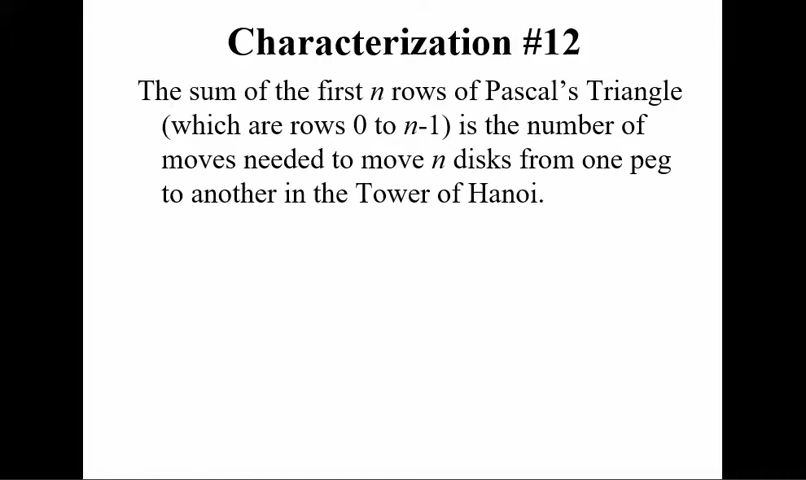 Characterization #12
The sum of the first n rows of Pascal's Triangle
(which are rows 0 to n-1) is the number of
moves needed to move n disks from one peg
to another in the Tower of Hanoi.